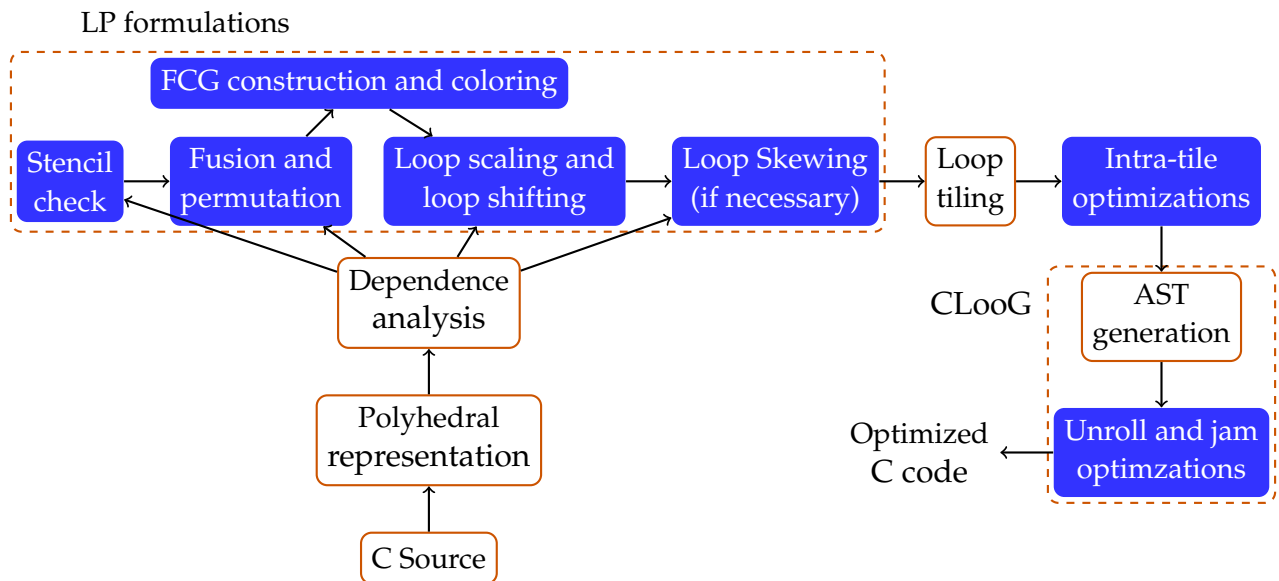 LP formulations
FCG construction and coloring
Stencil
check
Fusion and
permutation
Loop scaling and
loop shifting
Loop Skewing
(if necessary)
Loop
tiling
Intra-tile
optimizations
Dependence
analysis
CLooG
AST
generation
Polyhedral
representation
Optimized
C code
Unroll and jam
optimzations
C Source